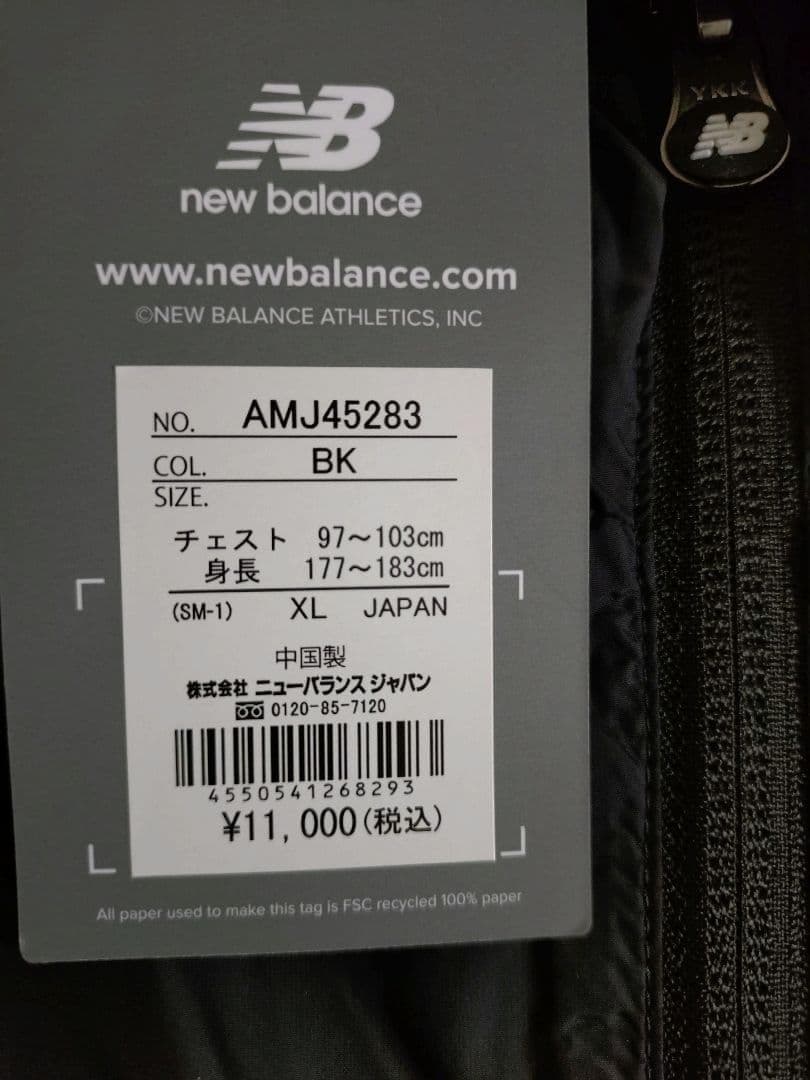 YKK
NB
NB
new balance
www.newbalance.com
©NEW BALANCE ATHLETICS, INC
NO. AMJ45283
COL. BK
SIZE.
チェスト 97～103cm
身長 177～183cm
(SM-1) XL JAPAN
中国製
株式会社 ニューバランス ジャパン
0120-85-7120
4550541268293
¥11,000(税込)
All paper used to make this tag is FSC recycled 100% paper